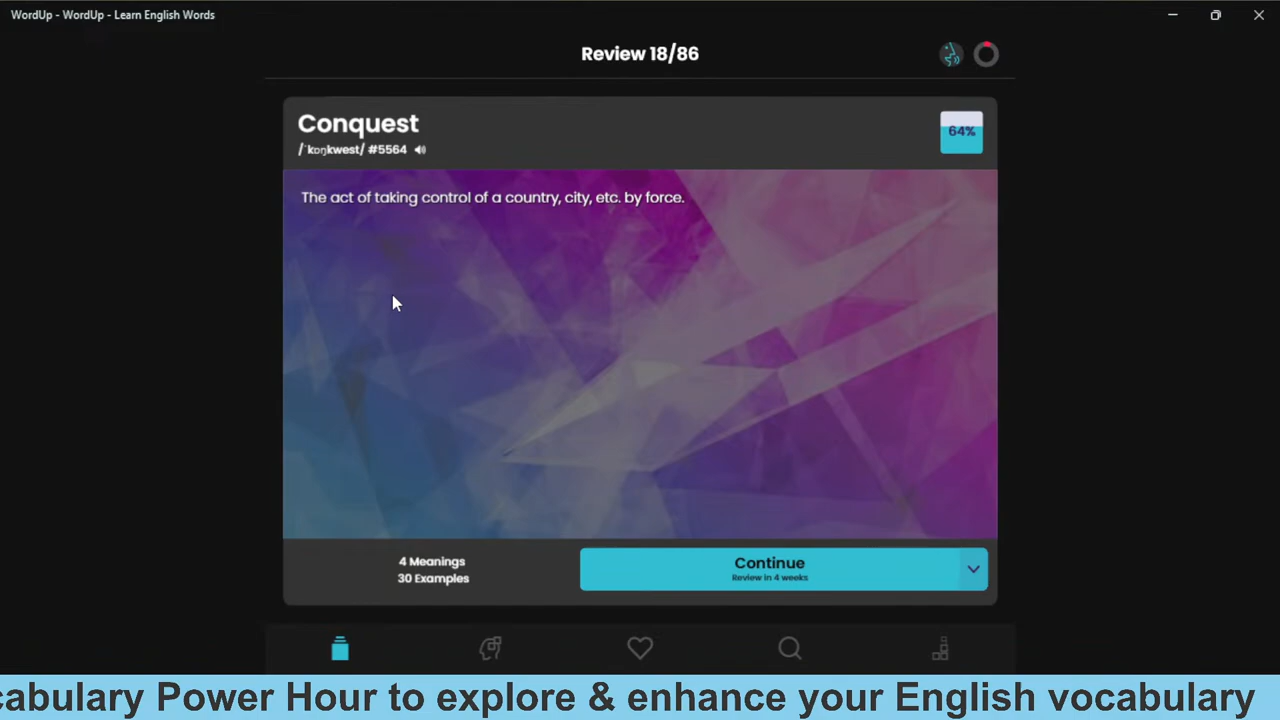 WordUp - WordUp - Learn English Words
Review 18/86
Conquest
64%
/ˈkɒŋkwest/ #5564
The act of taking control of a country, city, etc. by force.
4 Meanings
30 Examples
Continue
Review in 4 weeks
cabulary Power Hour to explore & enhance your English vocabulary